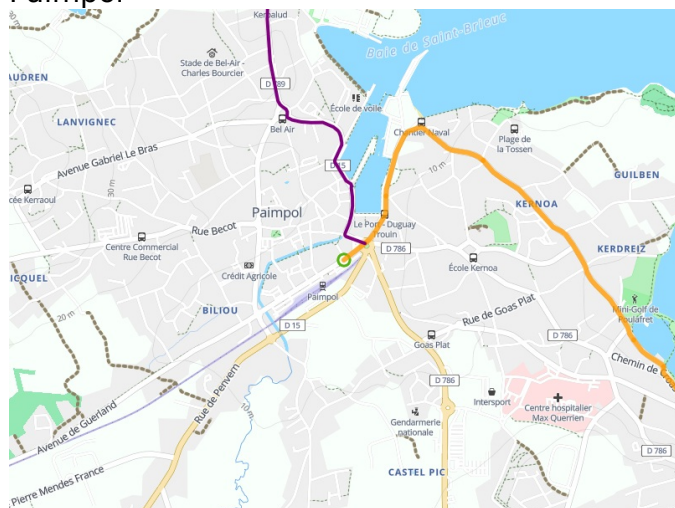 Paimpol
Kernalud
Baie de Saint-Brieuc
Stade de Bel-Air -
Charles Bourcier
AUDREN
D 789
École de voile
LANVIGNEC
Bel Air
Chantier Naval
Plage de
la Tossen
Avenue Gabriel Le Bras
D 15
10 m
GUILBEN
30 m
cée Kerraoul
KERNOA
Paimpol
Rue Becot
Le Port - Duguay
Trouin
Centre Commercial
Rue Becot
D 786
KERDREIZ
École Kernoa
Crédit Agricole
ICQUEL
Paimpol
Mini-Golf de
Poulafret
BILIOU
Rue de Goas Plat
20 m
D 15
D 786
Goas Plat
Chemin de Goa
Rue de Penvern
10 m
D 786
Intersport
Centre hospitalier
Max Querrien
Avenue de Guerland
Gendarmerie
nationale
CASTEL PIC
Pierre Mendes France